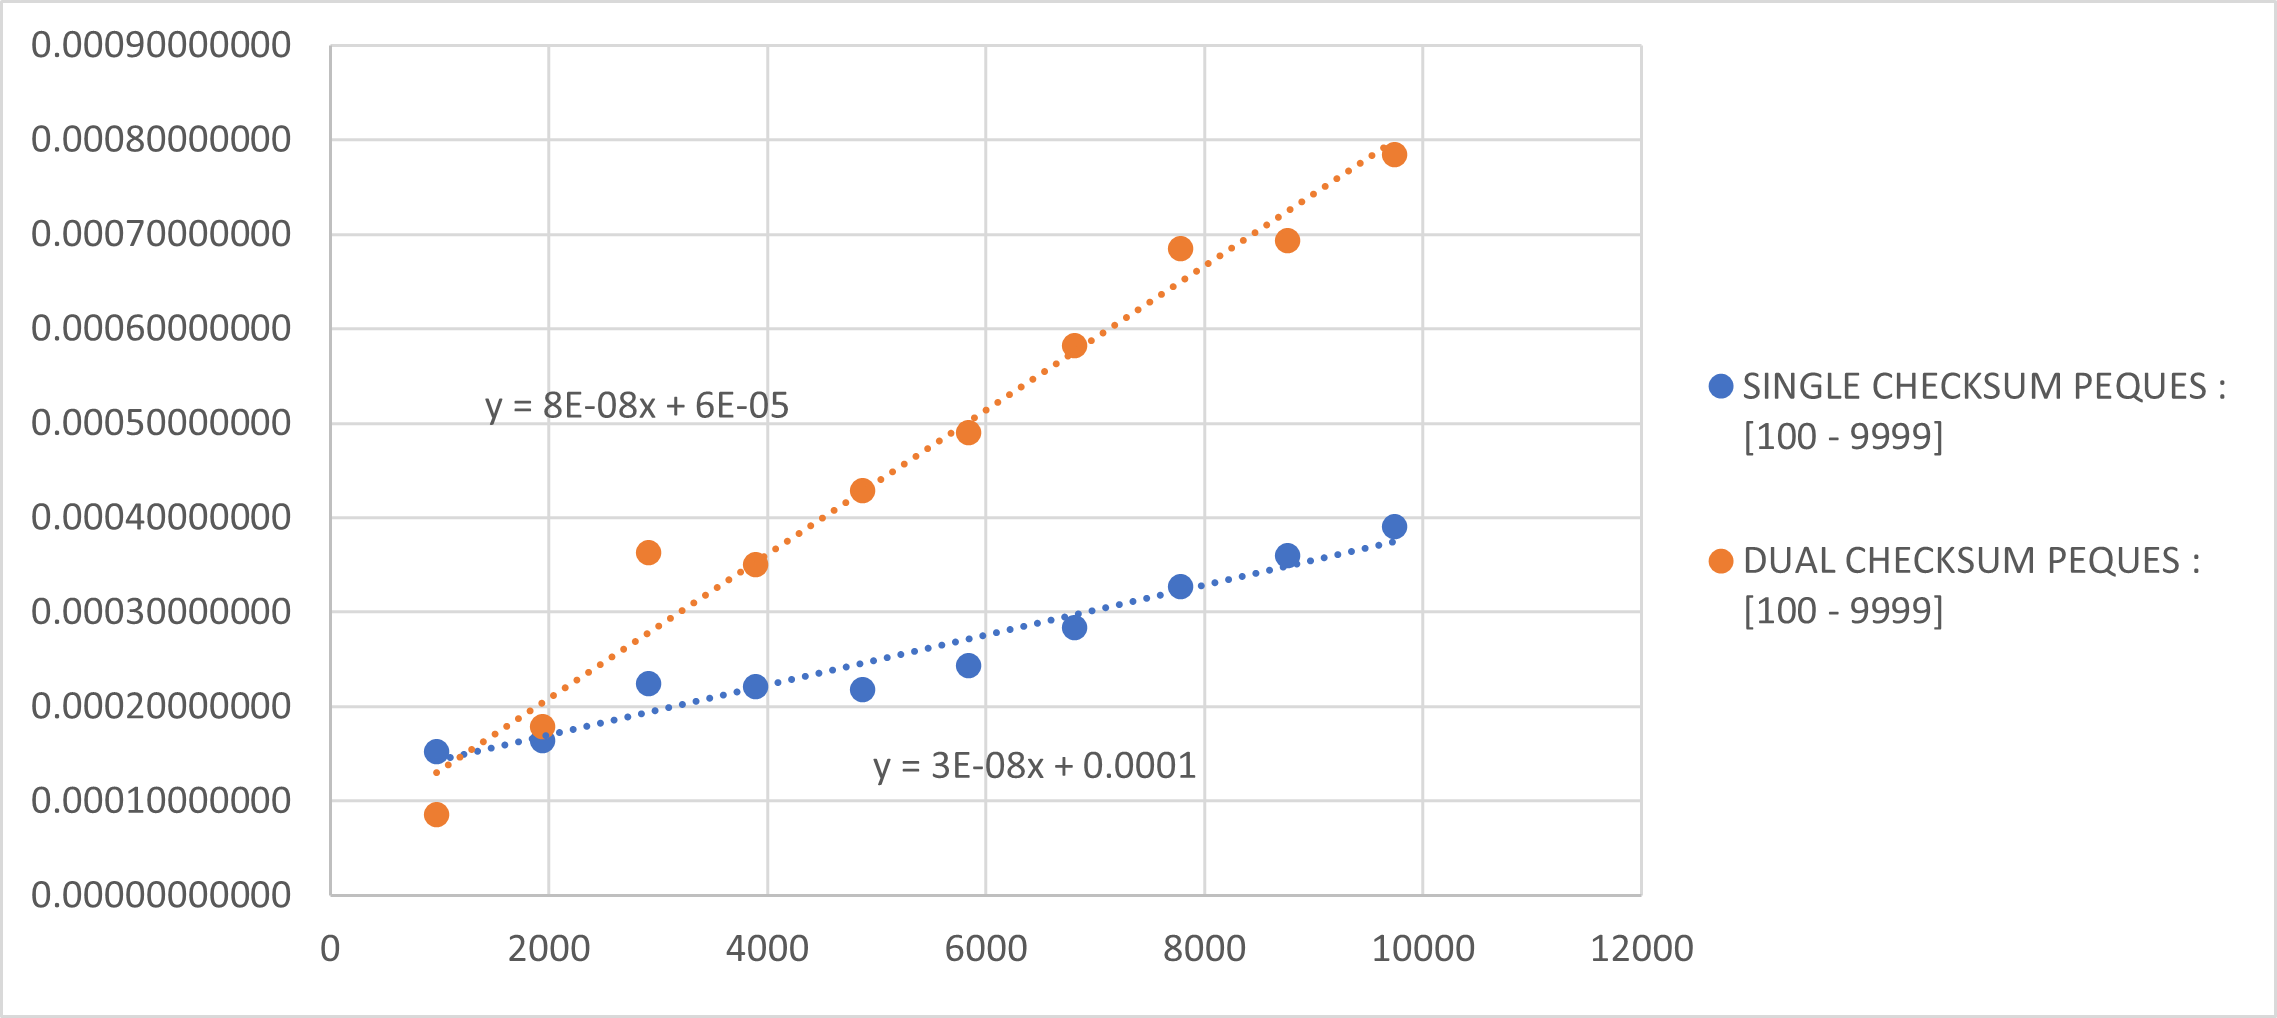 0.00090000000
0.00080000000
0.00070000000
0.00060000000
0.00050000000
0.00040000000
0.00030000000
0.00020000000
0.00010000000
0.00000000000
0 2000 4000 6000 8000 10000 12000
y = 8E-08x + 6E-05
y = 3E-08x + 0.0001
SINGLE CHECKSUM PEQUES :
[100 - 9999]
DUAL CHECKSUM PEQUES :
[100 - 9999]